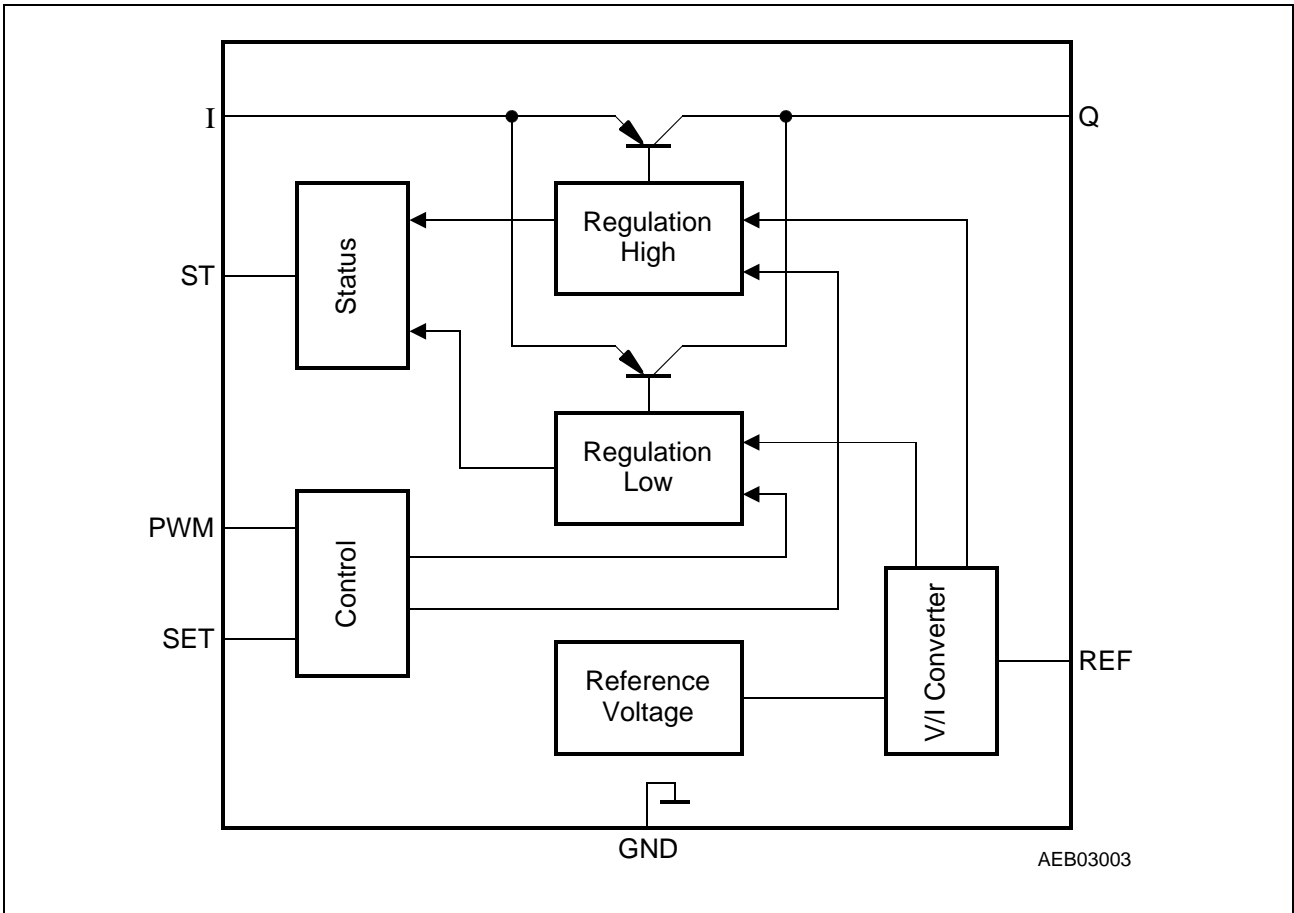 I
Q
Regulation
High
Status
ST
Regulation
Low
PWM
Control
SET
V/I Converter
REF
Reference
Voltage
GND
AEB03003